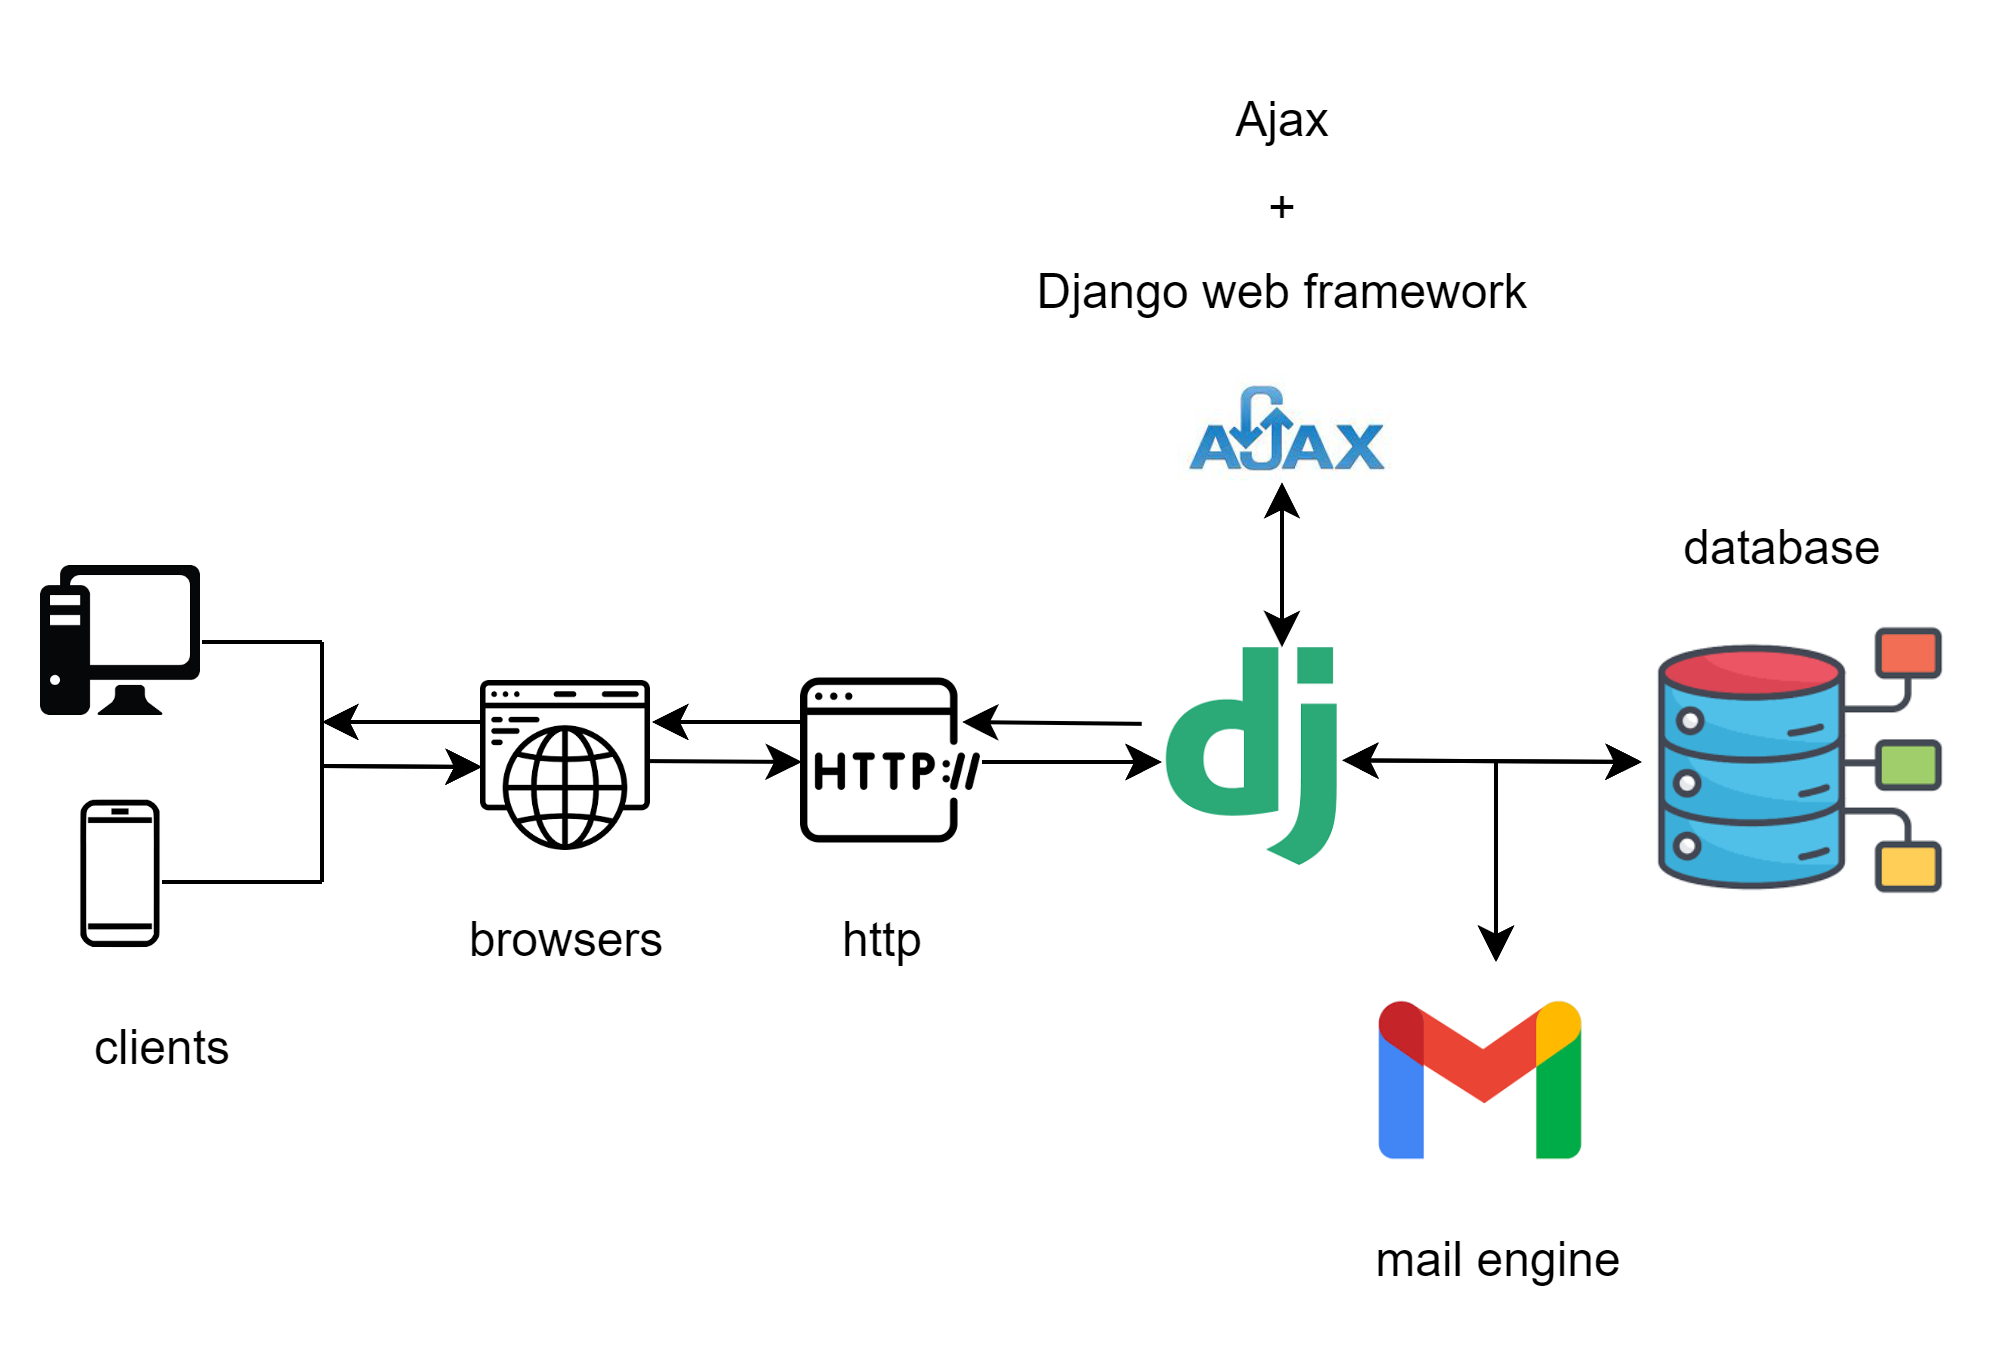 Ajax
+
Django web framework
AJAX
database
dj
HTTP://
browsers
http
clients
mail engine